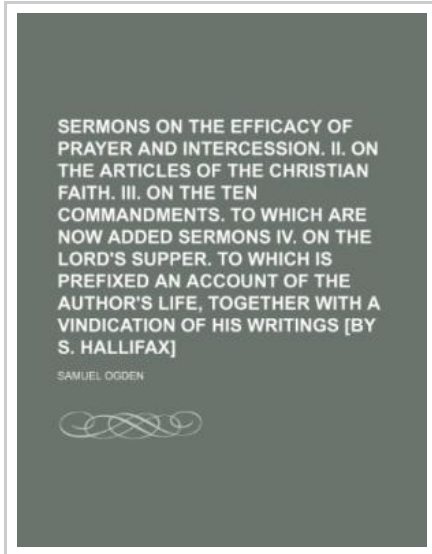 SERMONS ON THE EFFICACY OF
PRAYER AND INTERCESSION. II. ON
THE ARTICLES OF THE CHRISTIAN
FAITH. III. ON THE TEN
COMMANDMENTS. TO WHICH ARE
NOW ADDED SERMONS IV. ON THE
LORD'S SUPPER. TO WHICH IS
PREFIXED AN ACCOUNT OF THE
AUTHOR'S LIFE, TOGETHER WITH A
VINDICATION OF HIS WRITINGS [BY
S. HALLIFAX]
SAMUEL OGDEN